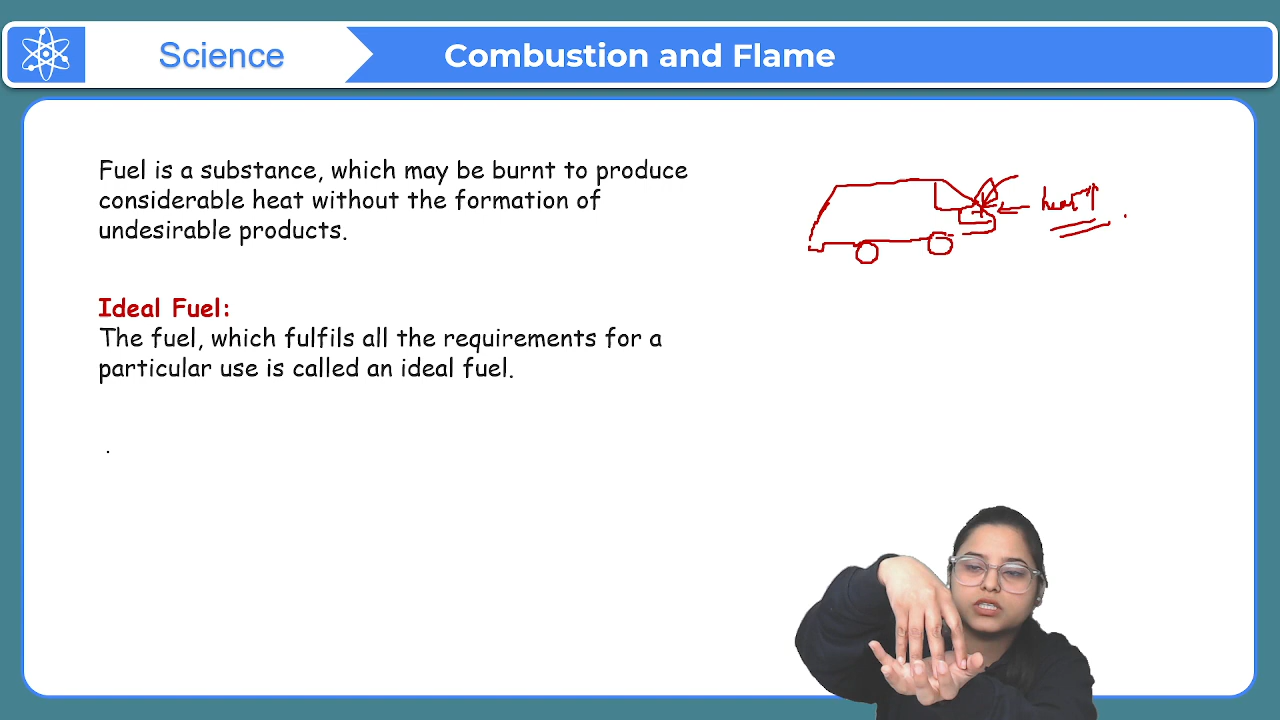 Science
Combustion and Flame
Fuel is a substance, which may be burnt to produce
considerable heat without the formation of
undesirable products.
heat↑
Ideal Fuel:
The fuel, which fulfils all the requirements for a
particular use is called an ideal fuel.